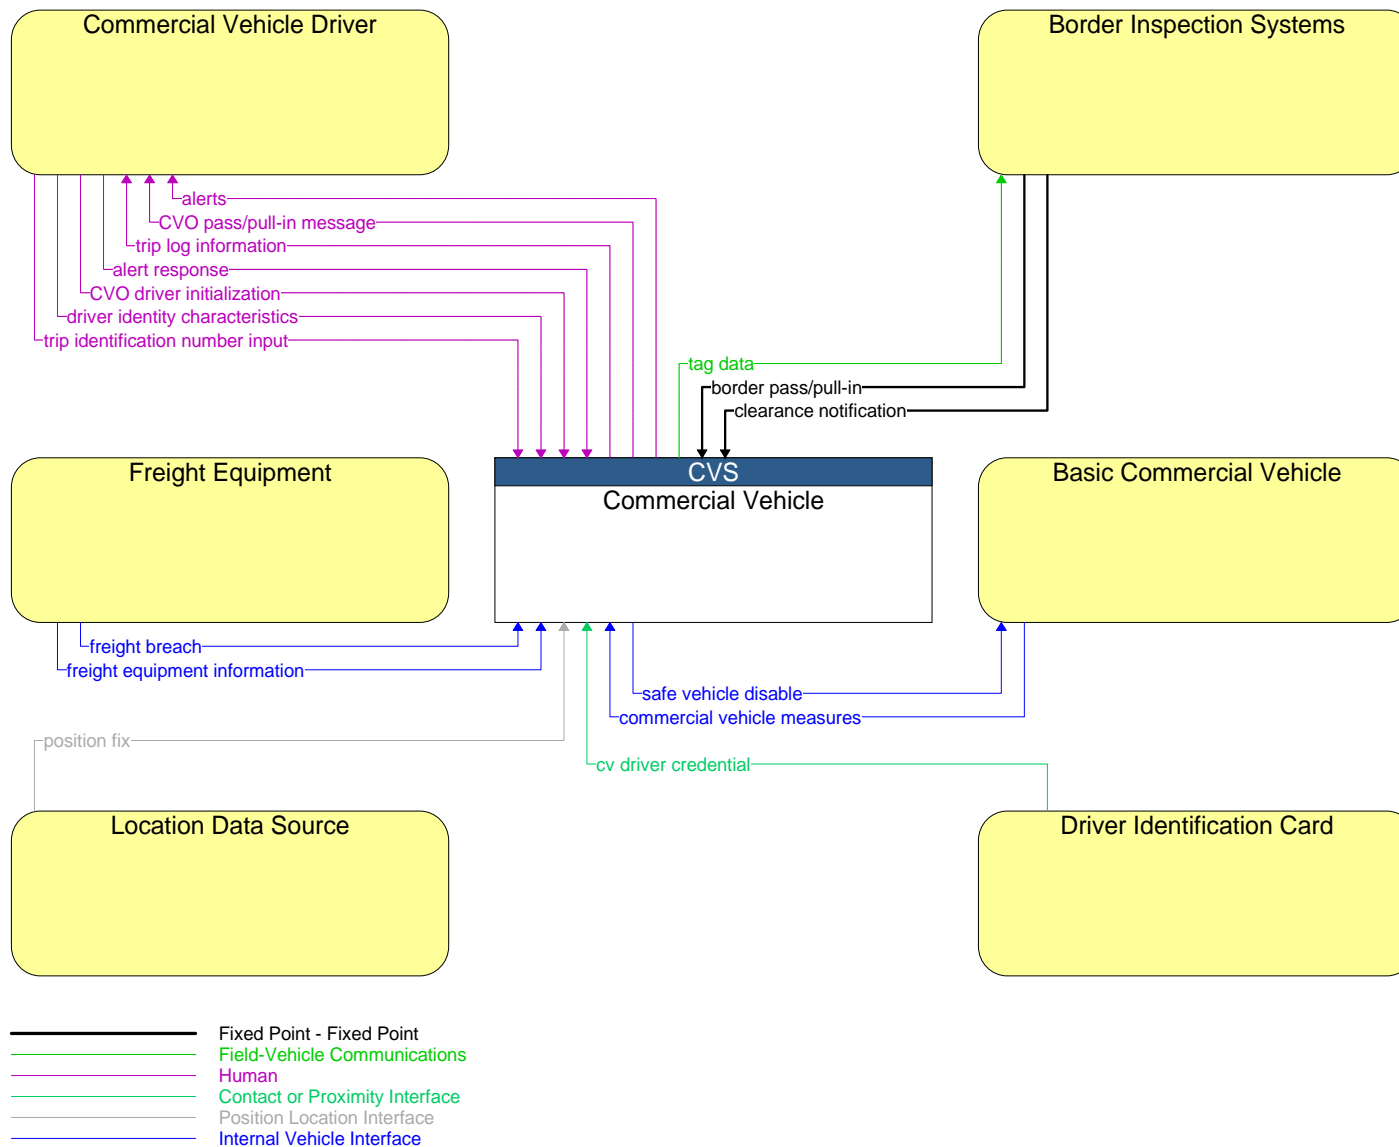 Commercial Vehicle Driver
Border Inspection Systems
alerts
CVO pass/pull-in message
trip log information
alert response
CVO driver initialization
driver identity characteristics
trip identification number input
tag data
border pass/pull-in
clearance notification
Freight Equipment
CVS
Commercial Vehicle
Basic Commercial Vehicle
freight breach
freight equipment information
safe vehicle disable
commercial vehicle measures
position fix
cv driver credential
Location Data Source
Driver Identification Card
Fixed Point - Fixed Point
Field-Vehicle Communications
Human
Contact or Proximity Interface
Position Location Interface
Internal Vehicle Interface